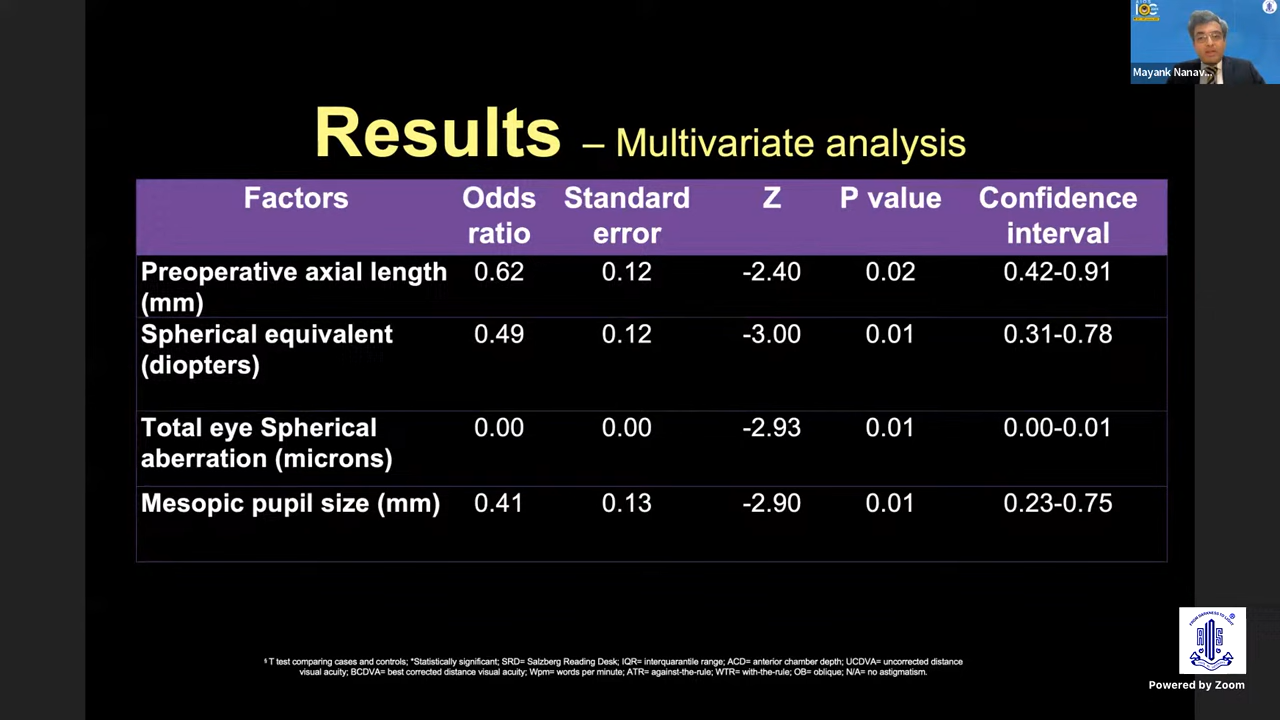 IOC
Mayank Nanav...
Results – Multivariate analysis
Factors Odds ratio Standard error Z P value Confidence interval
Preoperative axial length (mm) 0.62 0.12 -2.40 0.02 0.42-0.91
Spherical equivalent (diopters) 0.49 0.12 -3.00 0.01 0.31-0.78
Total eye Spherical aberration (microns) 0.00 0.00 -2.93 0.01 0.00-0.01
Mesopic pupil size (mm) 0.41 0.13 -2.90 0.01 0.23-0.75
§ T test comparing cases and controls; *Statistically significant; SRD= Salzberg Reading Desk; IQR= interquarantile range; ACD= anterior chamber depth; UCDVA= uncorrected distance
visual acuity; BCDVA= best corrected distance visual acuity; Wpm= words per minute; ATR= against-the-rule; WTR= with-the-rule; OB= oblique; N/A= no astigmatism.
AIOS
Powered by Zoom